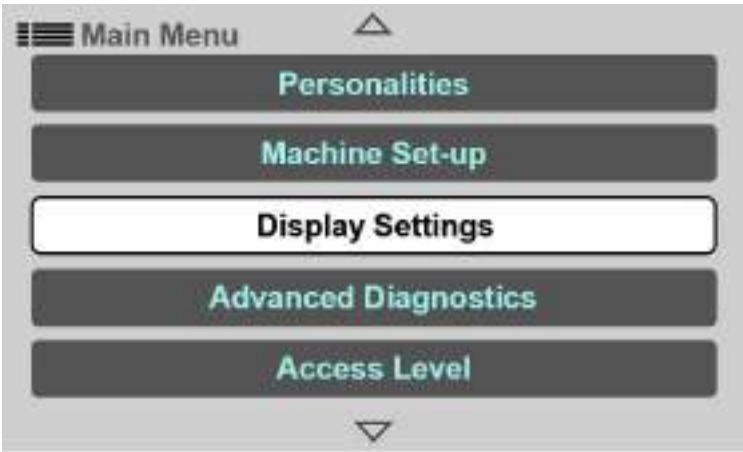 Main Menu
Personalities
Machine Set-up
Display Settings
Advanced Diagnostics
Access Level